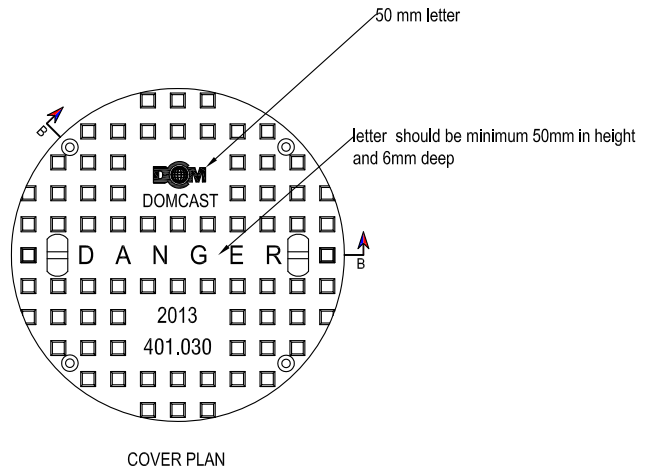 50 mm letter
B
letter should be minimum 50mm in height
and 6mm deep
DOM
DOMCAST
D A N G E R
B
2013
401.030
COVER PLAN